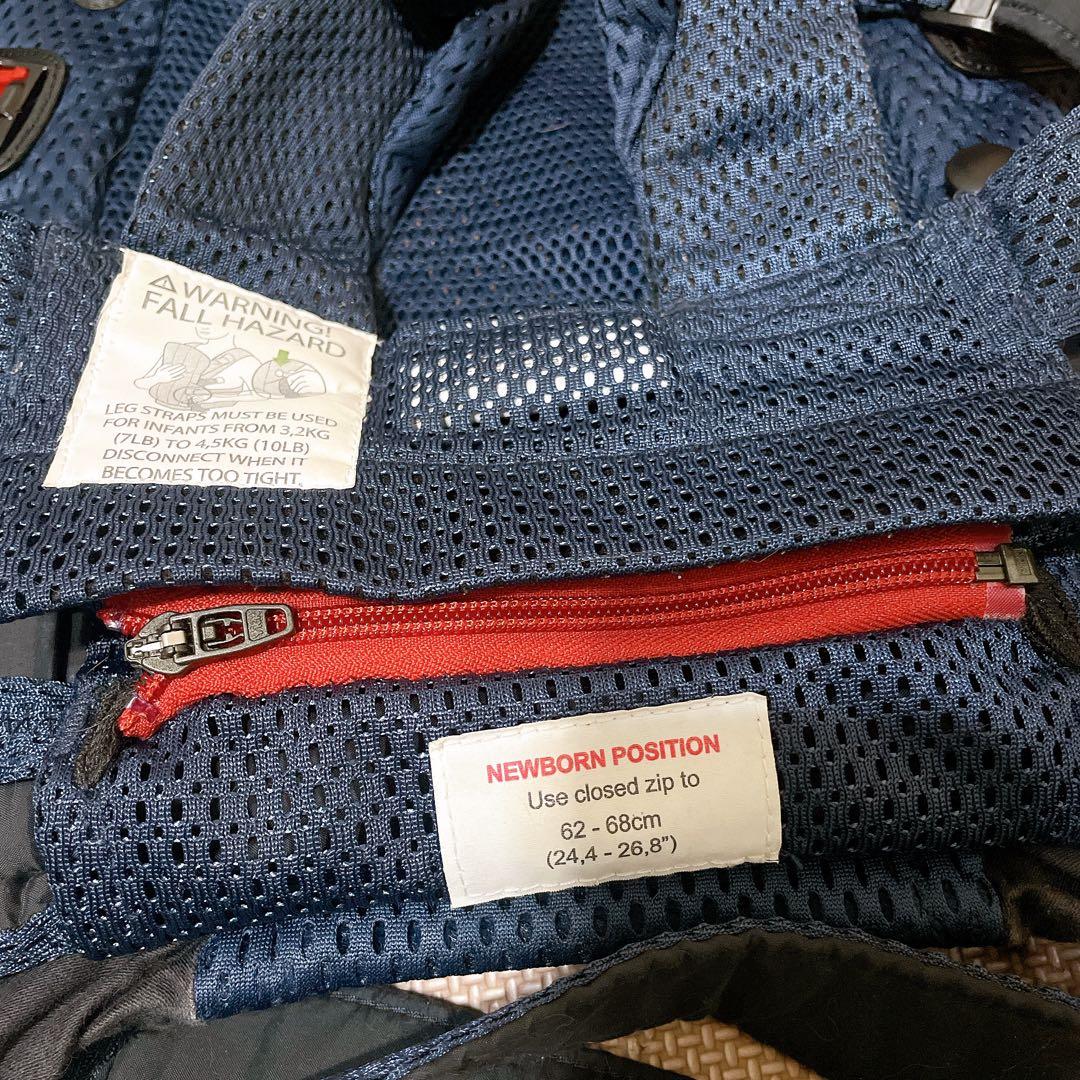 WARNING!
FALL HAZARD
LEG STRAPS MUST BE USED
FOR INFANTS FROM 3,2KG
(7LB) TO 4,5KG (10LB)
DISCONNECT WHEN IT
BECOMES TOO TIGHT.
NEWBORN POSITION
Use closed zip to
62 - 68cm
(24,4 - 26,8")